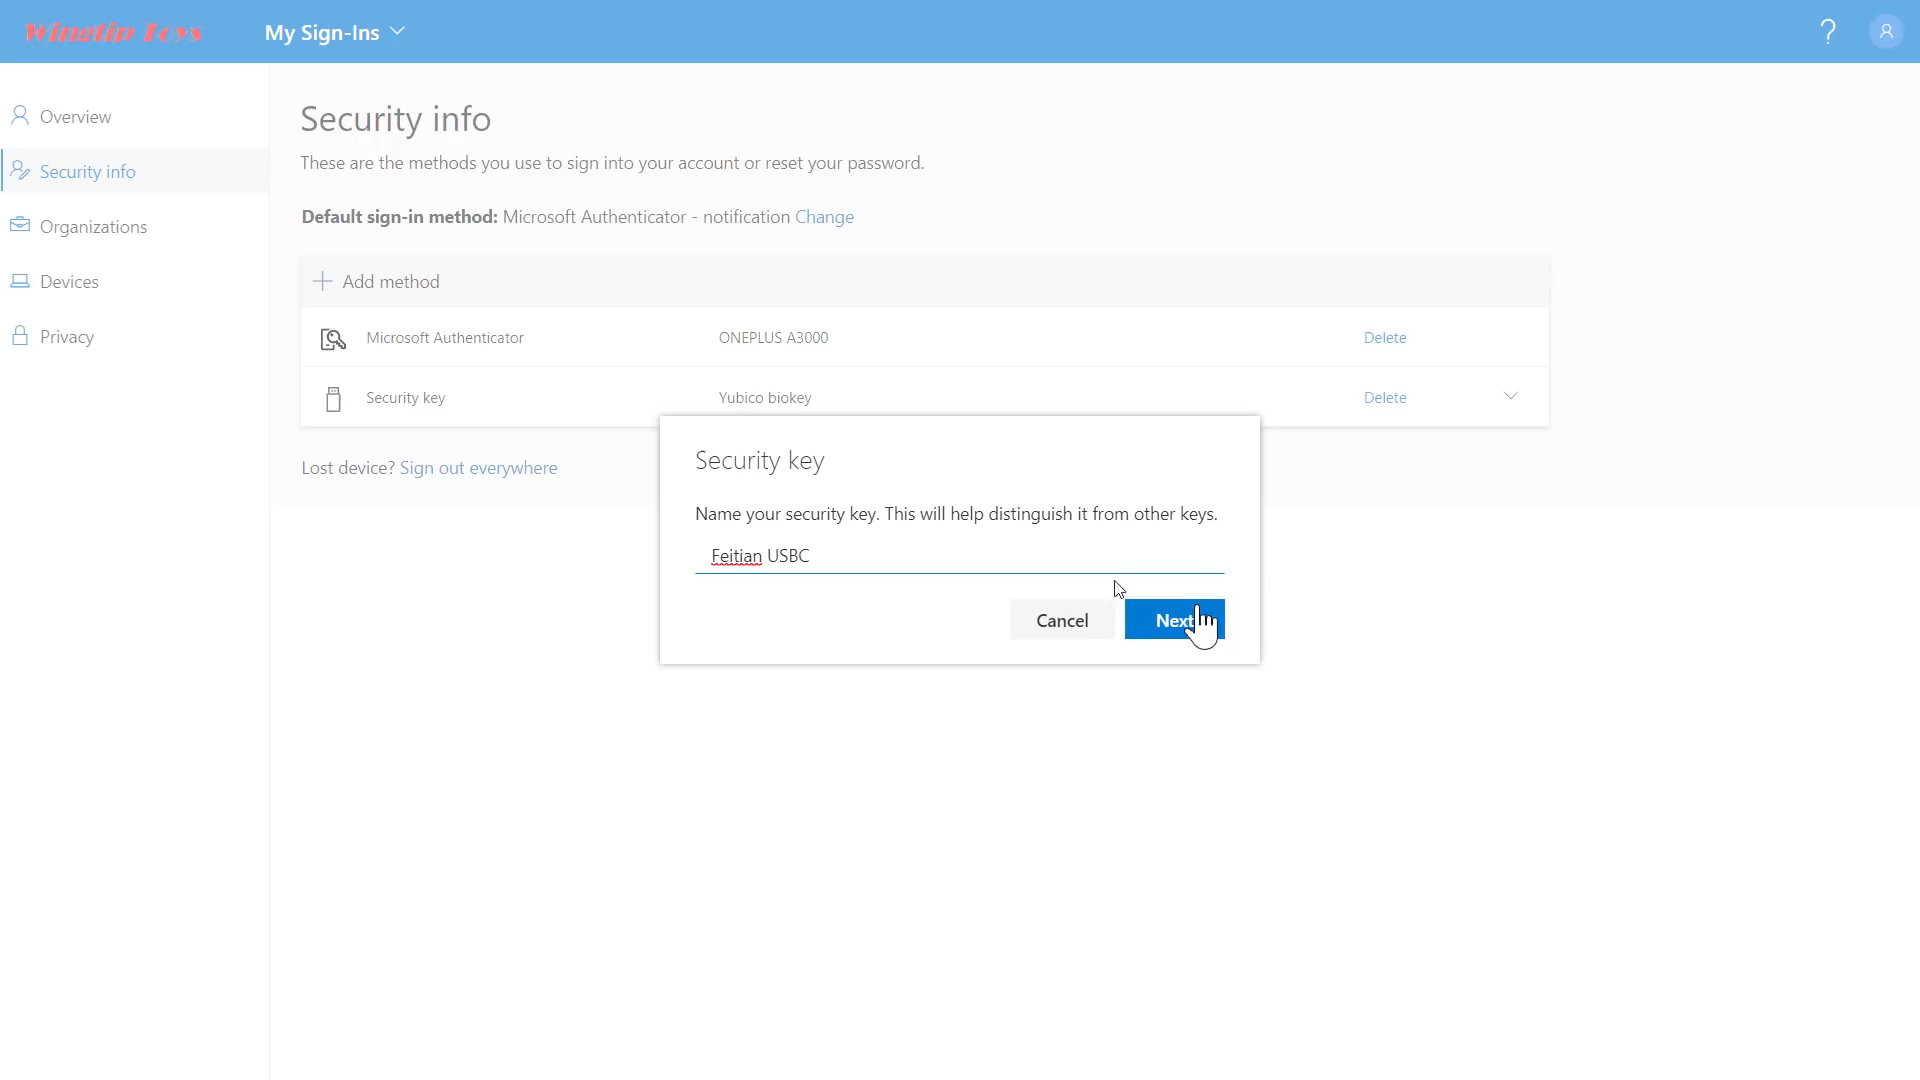 Wingtip Toys
My Sign-Ins
?
Overview
Security info
Organizations
Devices
Privacy
Security info
These are the methods you use to sign into your account or reset your password.
Default sign-in method: Microsoft Authenticator - notification Change
Add method
Microsoft Authenticator ONEPLUS A3000 Delete
Security key Yubico biokey Delete
Lost device? Sign out everywhere
Security key
Name your security key. This will help distinguish it from other keys.
Feitian USBC
Cancel Next